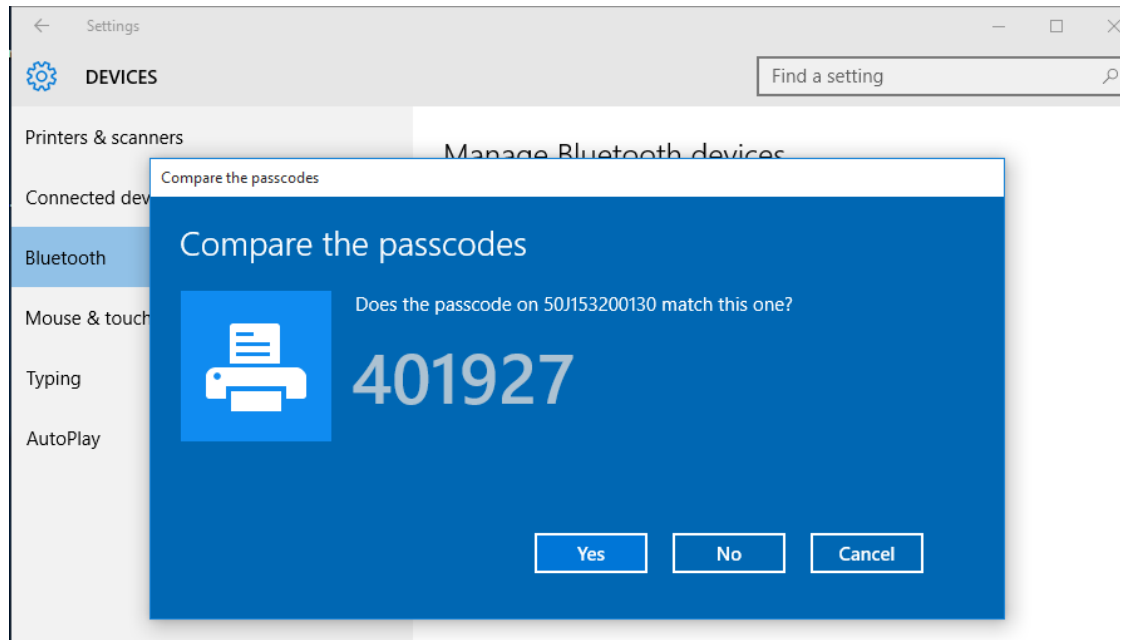 Settings
DEVICES
Find a setting
Printers & scanners
Manage Bluetooth devices
Compare the passcodes
Connected dev
Compare the passcodes
Bluetooth
Does the passcode on 50J153200130 match this one?
Mouse & touch
401927
Typing
AutoPlay
Yes No Cancel